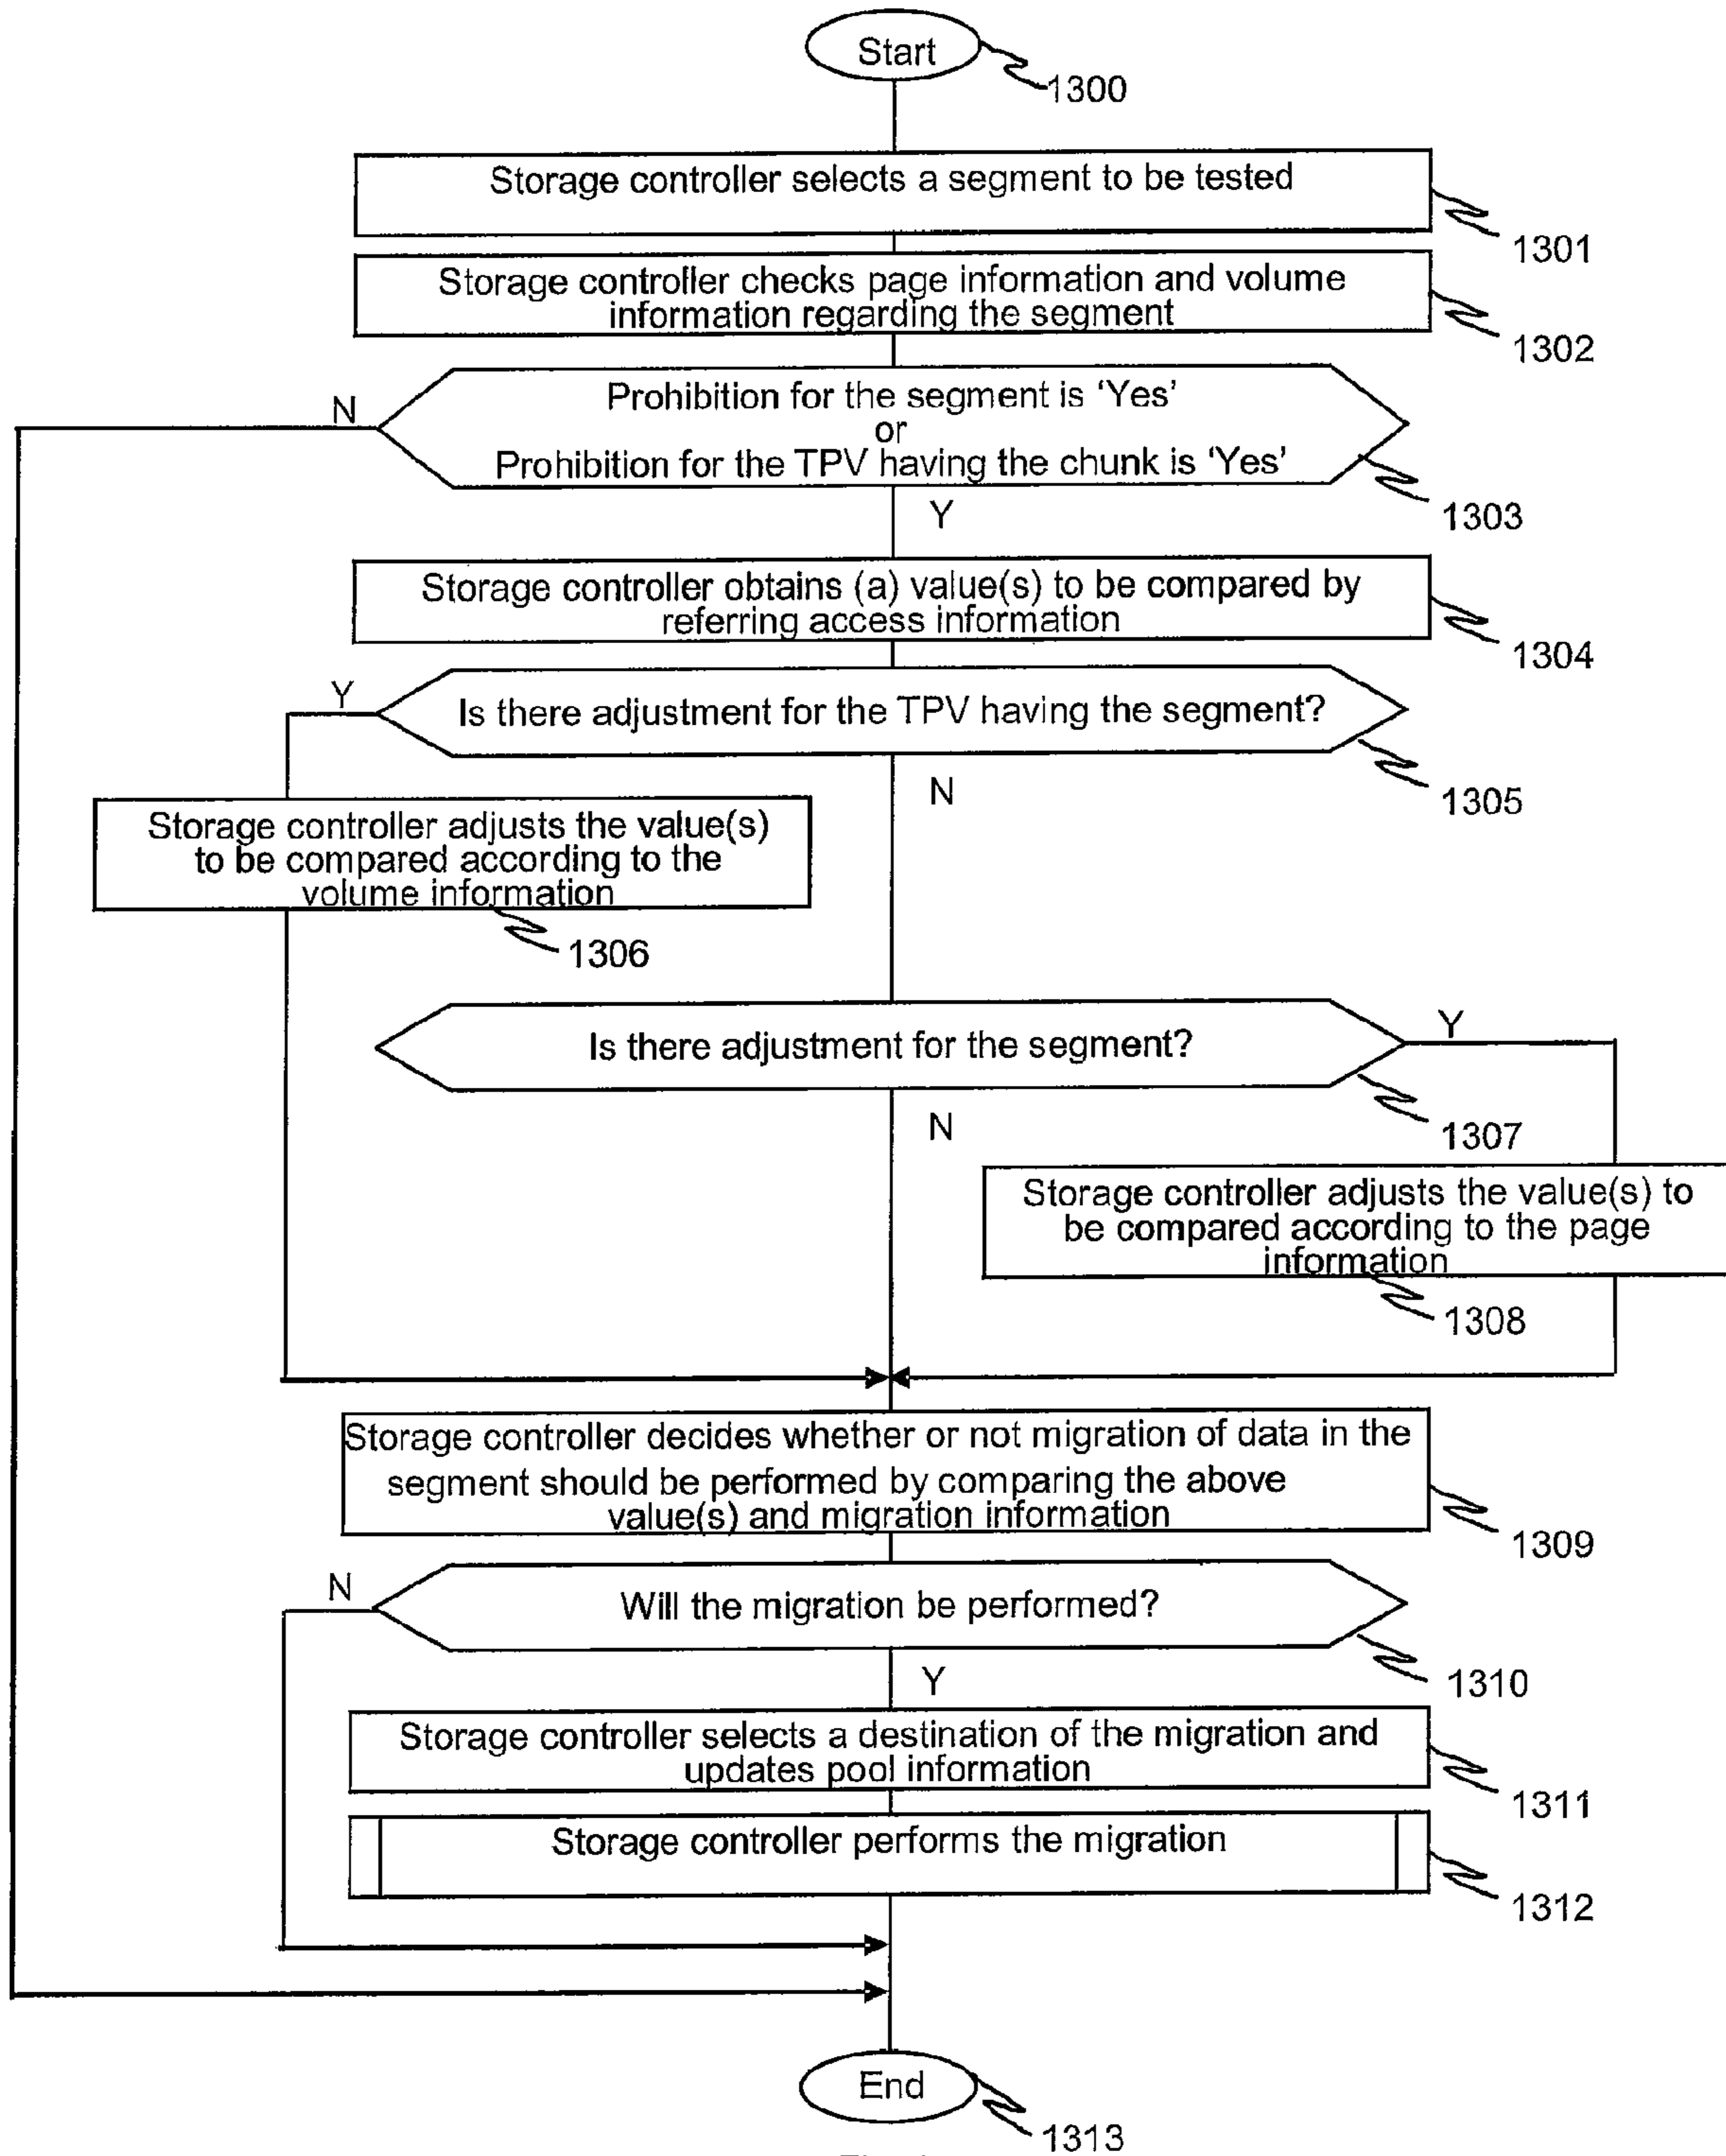 Start
1300
Storage controller selects a segment to be tested
1301
Storage controller checks page information and volume
information regarding the segment
1302
N
Prohibition for the segment is ‘Yes’
or
Prohibition for the TPV having the chunk is ‘Yes’
1303
Y
Storage controller obtains (a) value(s) to be compared by
referring access information
1304
Y
Is there adjustment for the TPV having the segment?
1305
N
Storage controller adjusts the value(s)
to be compared according to the
volume information
1306
Is there adjustment for the segment?
Y
1307
N
Storage controller adjusts the value(s) to
be compared according to the page
information
1308
Storage controller decides whether or not migration of data in the
segment should be performed by comparing the above
value(s) and migration information
1309
N
Will the migration be performed?
1310
Y
Storage controller selects a destination of the migration and
updates pool information
1311
Storage controller performs the migration
1312
End
1313